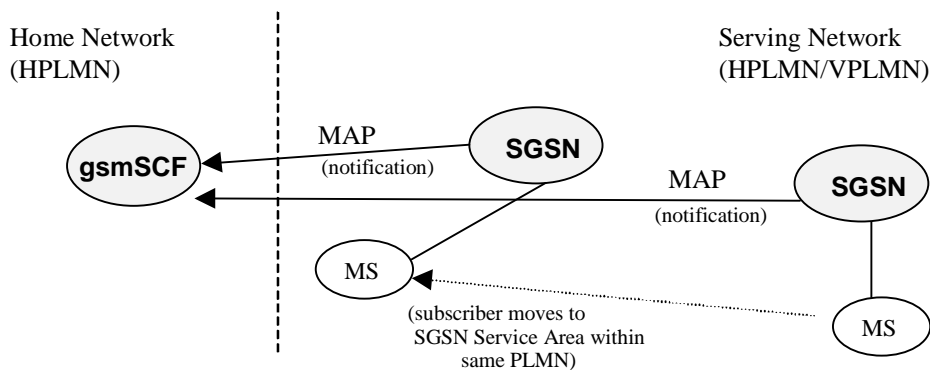 Home Network
(HPLMN)
Serving Network
(HPLMN/VPLMN)
MAP
(notification)
SGSN
gsmSCF
MAP
(notification)
SGSN
MS
(subscriber moves to
SGSN Service Area within
same PLMN)
MS